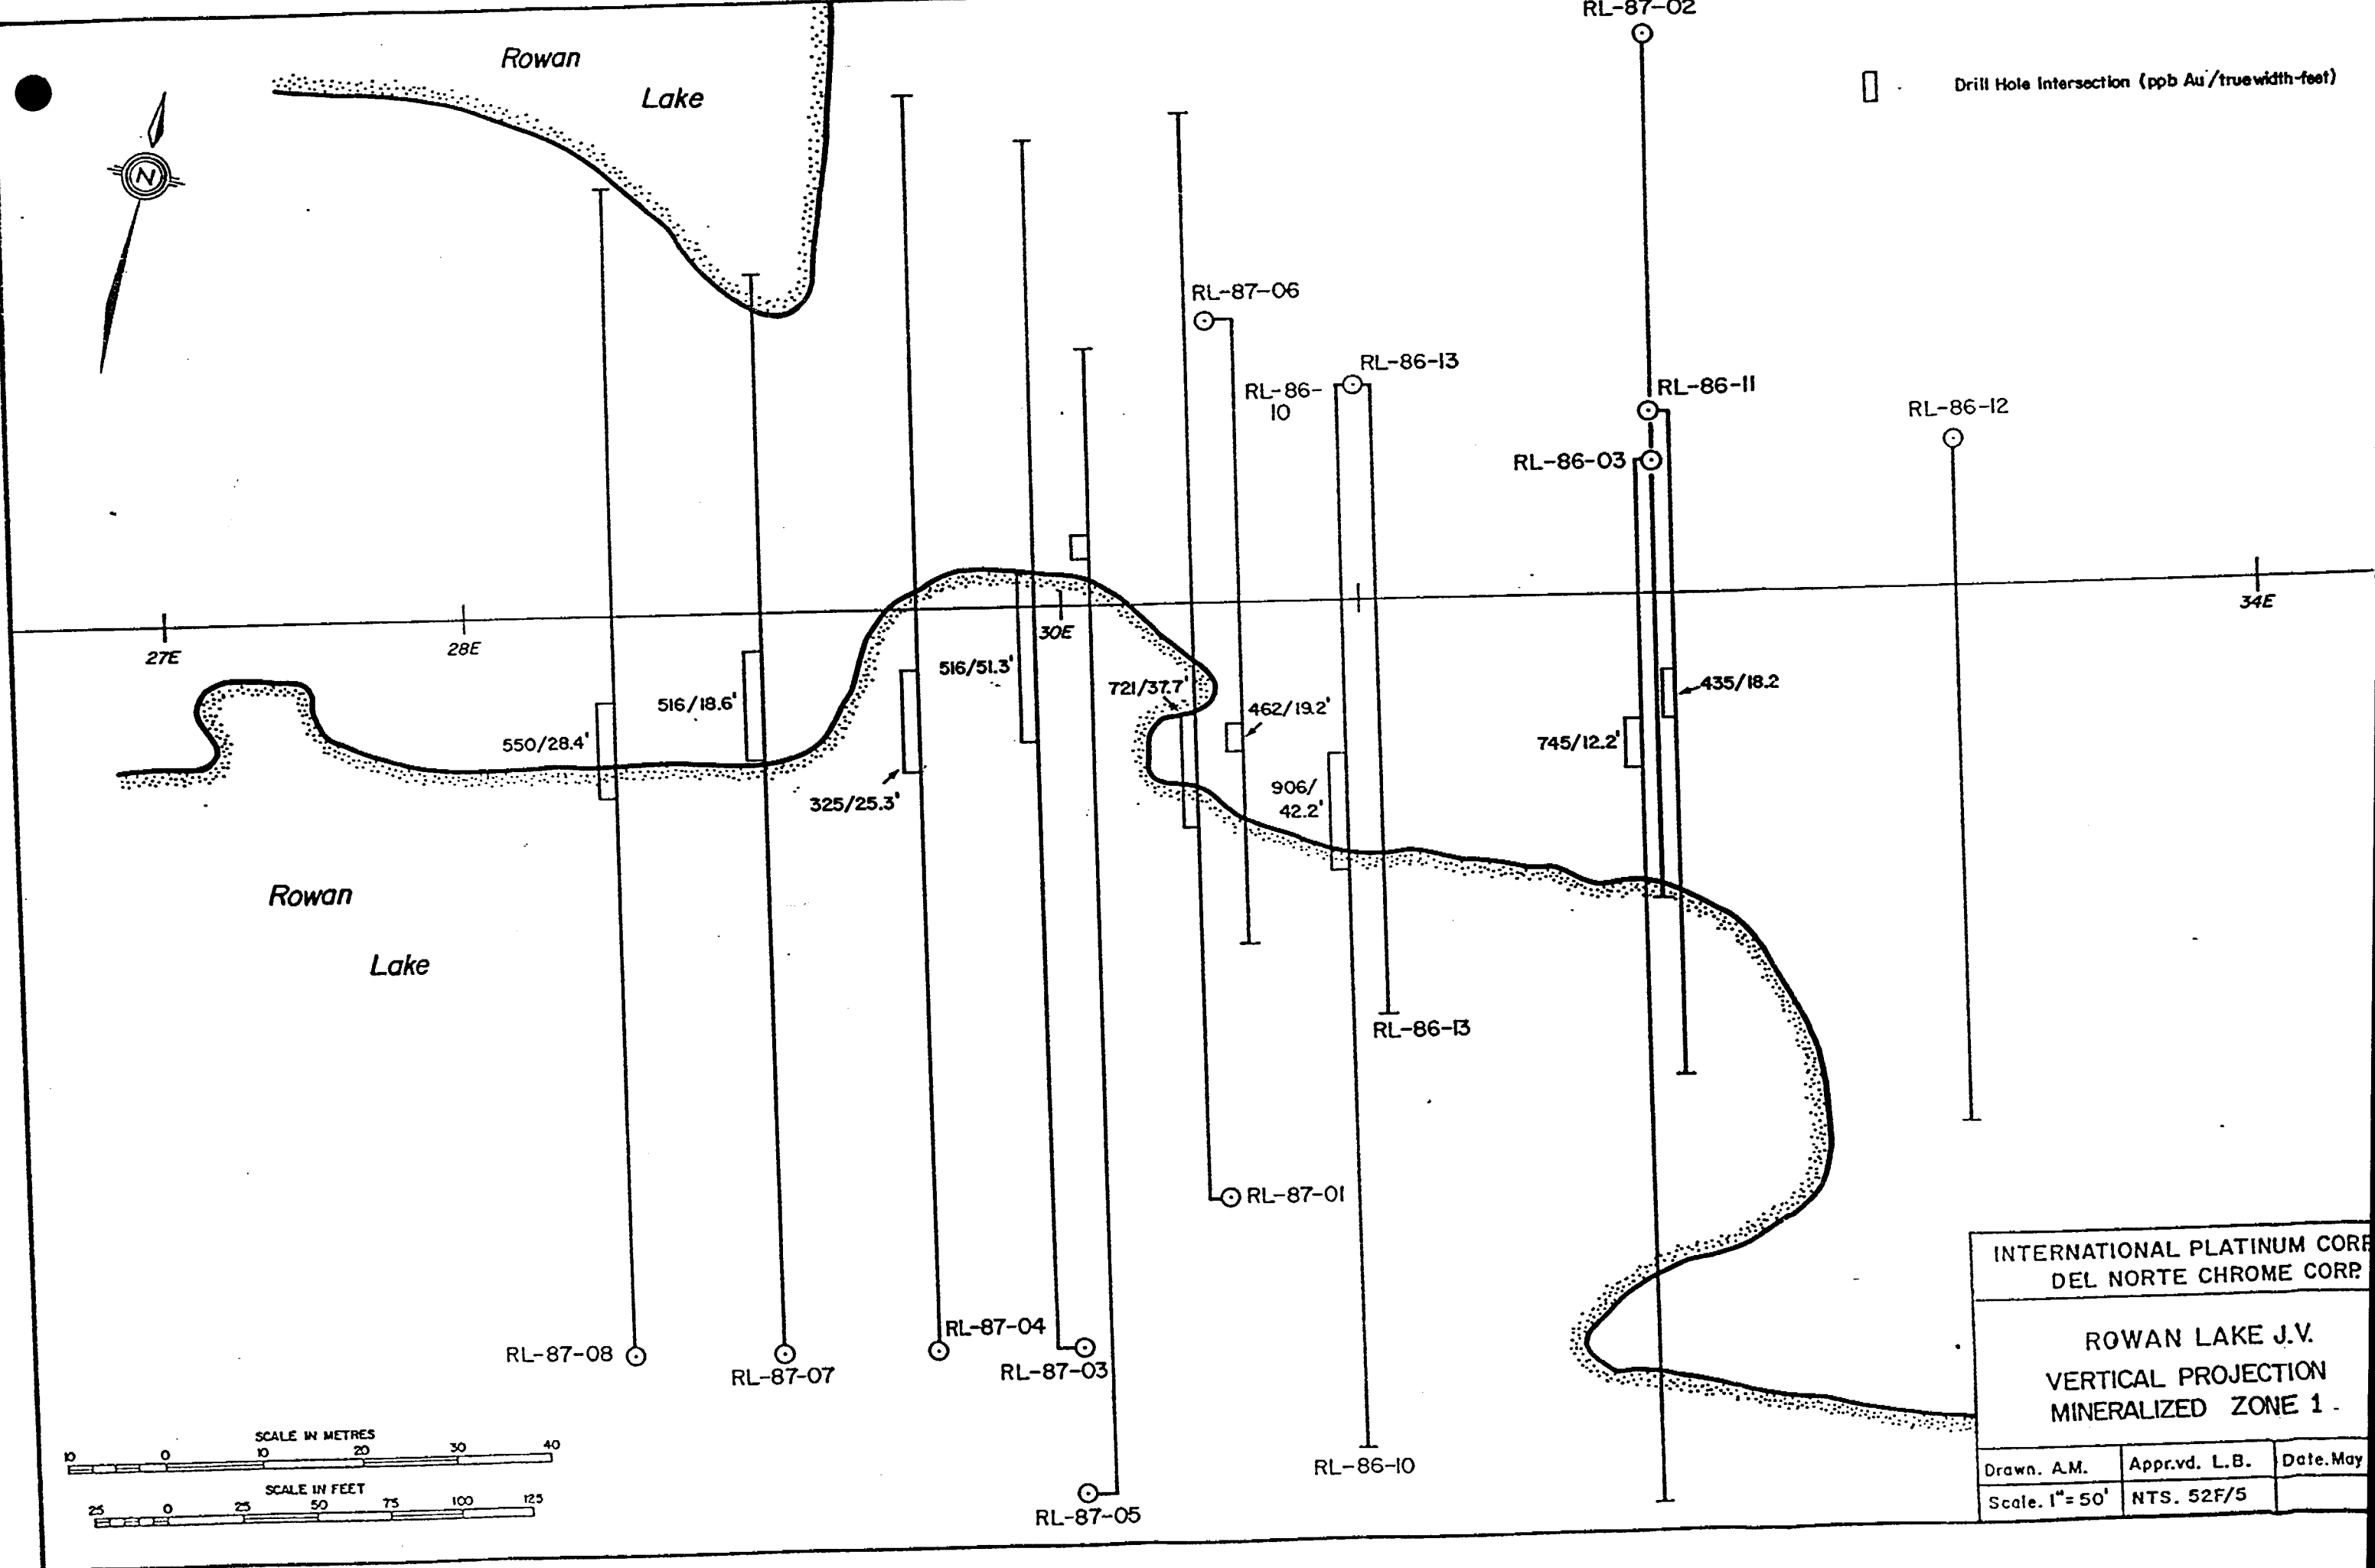 RL-87-02
Rowan
Lake
Drill Hole Intersection (ppb Au/true width-feet)
N
RL-87-06
RL-86-13
RL-86-
10
RL-86-11
RL-86-12
RL-86-03
27E
28E
30E
34E
516/51.3'
721/37.7'
435/18.2
516/18.6'
462/19.2'
550/28.4'
745/12.2'
325/25.3'
906/
42.2'
Rowan
Lake
RL-86-13
RL-87-01
RL-87-04
RL-87-08
RL-87-07
RL-87-03
RL-86-10
RL-87-05
SCALE IN METRES
10 0 10 20 30 40
SCALE IN FEET
25 0 25 50 75 100 125
INTERNATIONAL PLATINUM COR
DEL NORTE CHROME CORP.
ROWAN LAKE J.V.
VERTICAL PROJECTION
MINERALIZED ZONE 1
Drawn. A.M.
Appr.vd. L.B.
Date. May
Scale. 1"= 50'
NTS. 52F/5